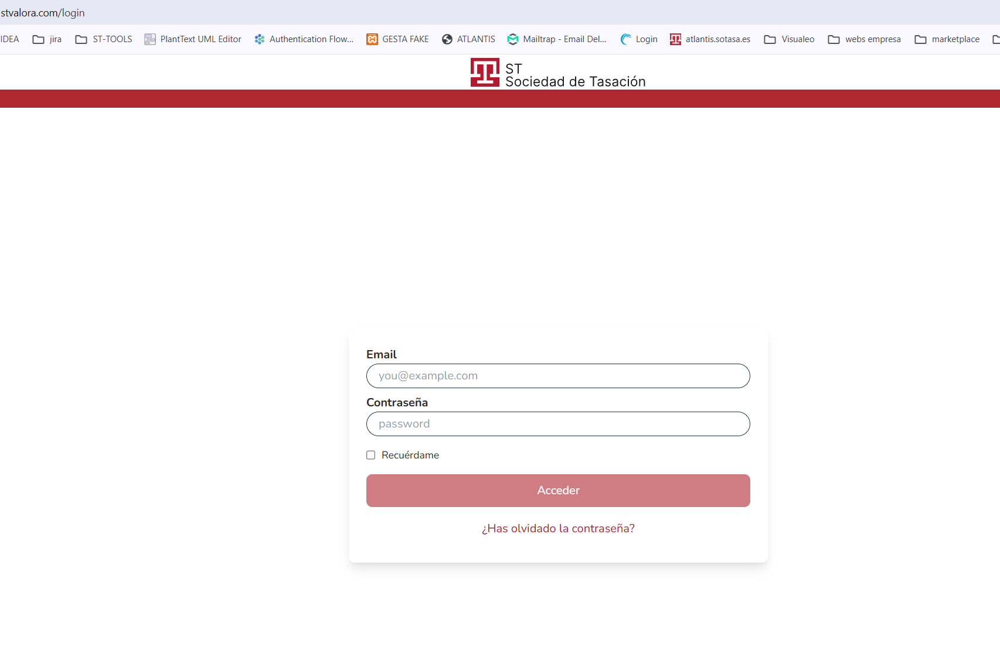 stvalora.com/login
IDEA jira ST-TOOLS PlantText UML Editor Authentication Flow... GESTA FAKE ATLANTIS Mailtrap - Email Del... Login atlantis.sotasa.es Visualeo webs empresa marketplace
ST
Sociedad de Tasación
Email
you@example.com
Contraseña
password
Recuérdame
Acceder
¿Has olvidado la contraseña?